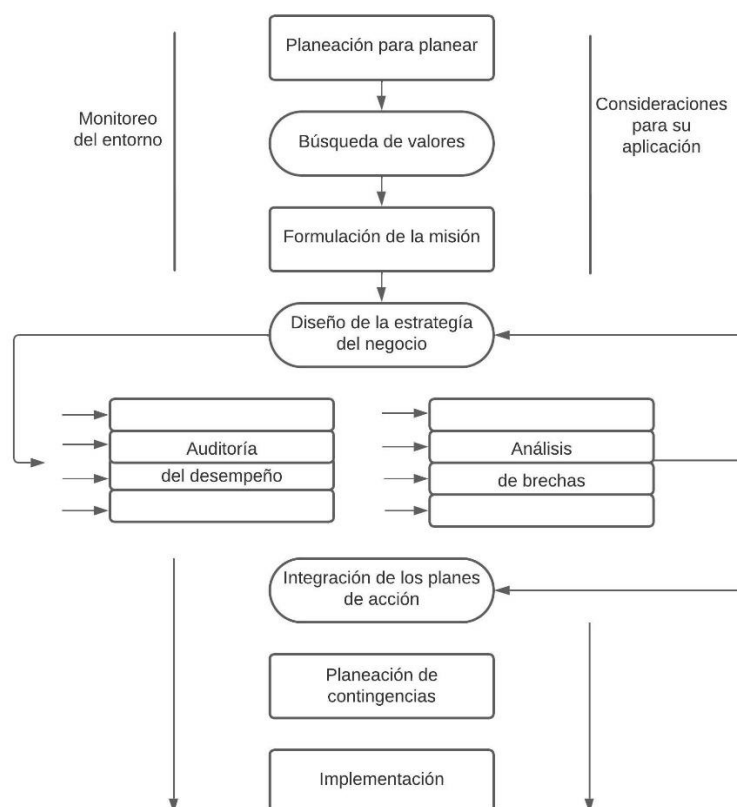 Planeación para planear
Monitoreo
del entorno
Consideraciones
para su
aplicación
Búsqueda de valores
Formulación de la misión
Diseño de la estrategía
del negocio
Auditoría
del desempeño
Análisis
de brechas
Integración de los planes
de acción
Planeación de
contingencias
Implementación